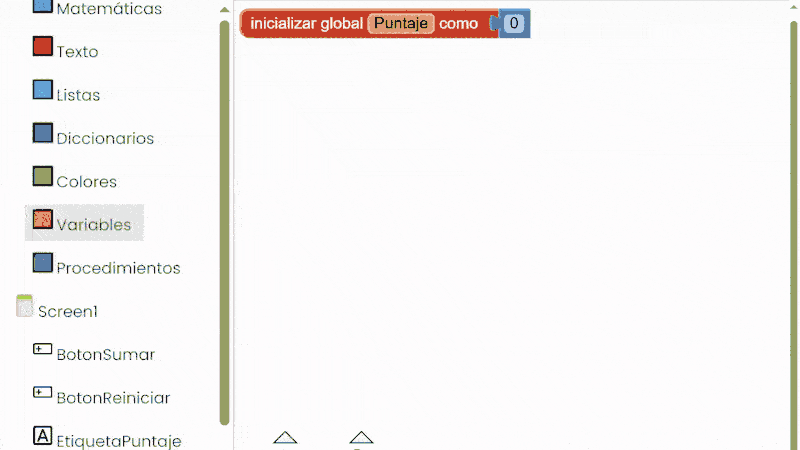 Matemáticas
Texto
Listas
Diccionarios
Colores
Variables
Procedimientos
Screen1
BotonSumar
BotonReiniciar
EtiquetaPuntaje
inicializar global Puntaje como 0